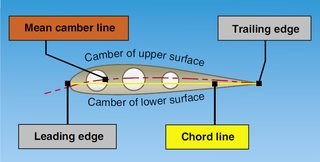 Mean camber line
Trailing edge
Camber of upper surface
Camber of lower surface
Leading edge
Chord line